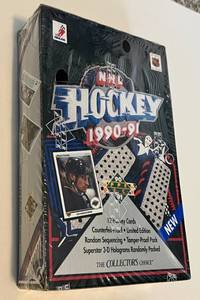 NHL
HOCKEY
1990-91
12 Hockey Cards
Counterfeit-Proof • Limited Edition
Random Sequencing • Tamper-Proof Pack
Superstar 3-D Holograms Randomly Packed
THE COLLECTOR'S CHOICE
NEW